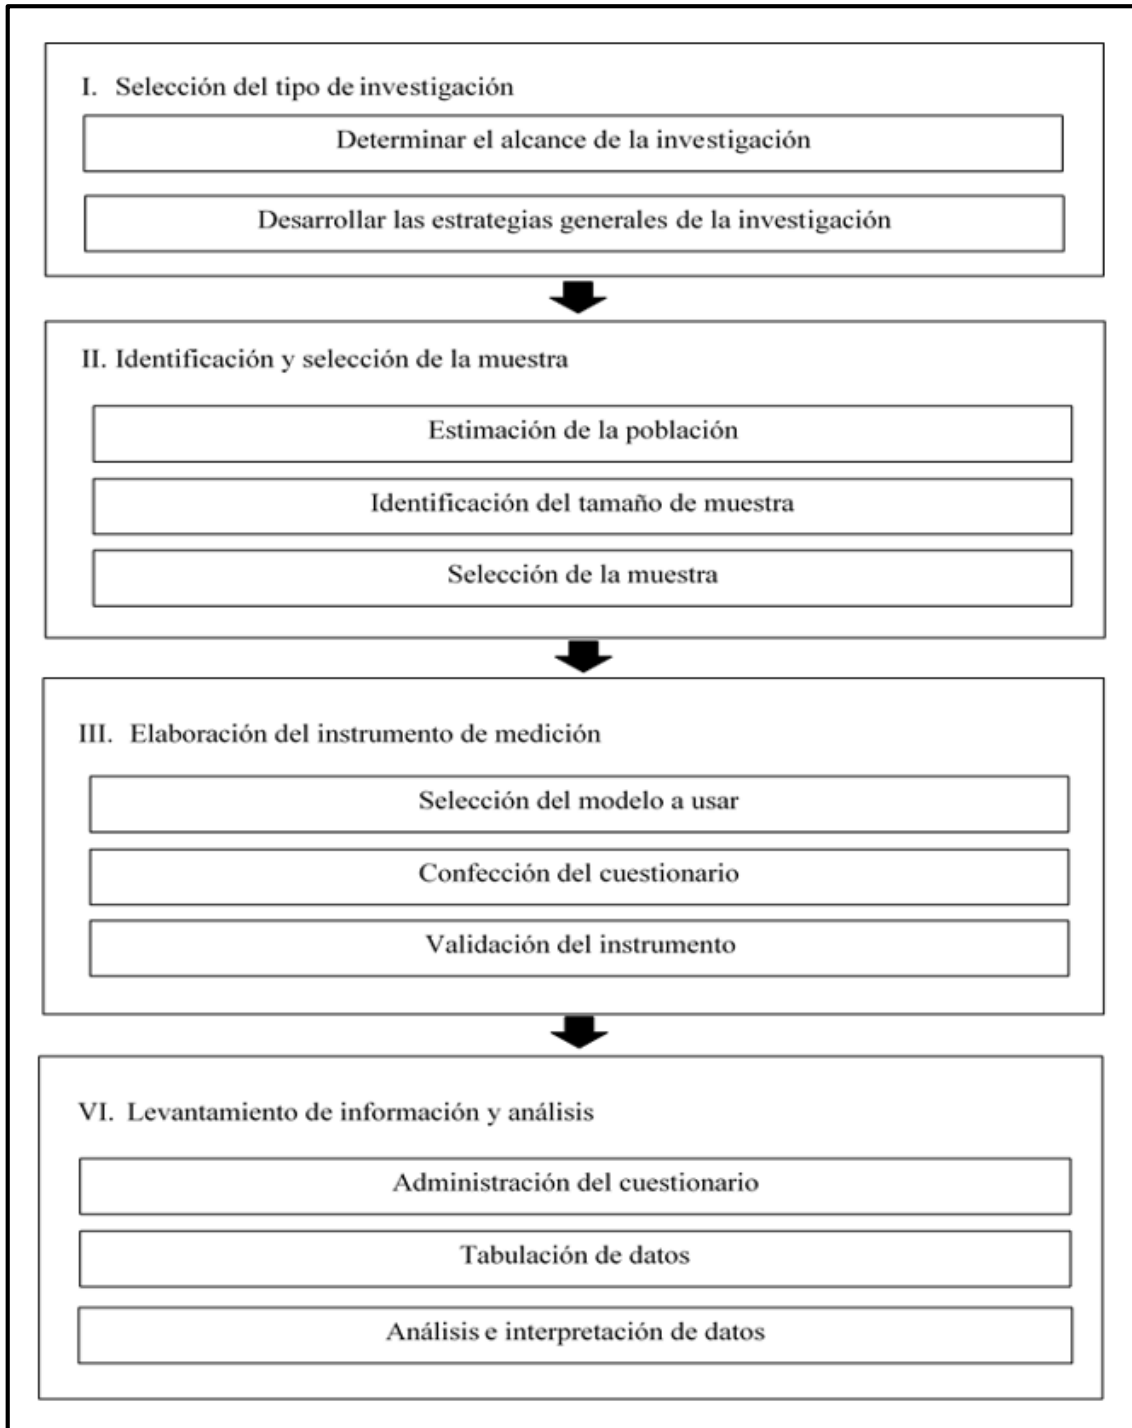 I. Selección del tipo de investigación
Determinar el alcance de la investigación
Desarrollar las estrategias generales de la investigación
II. Identificación y selección de la muestra
Estimación de la población
Identificación del tamaño de muestra
Selección de la muestra
III. Elaboración del instrumento de medición
Selección del modelo a usar
Confección del cuestionario
Validación del instrumento
VI. Levantamiento de información y análisis
Administración del cuestionario
Tabulación de datos
Análisis e interpretación de datos